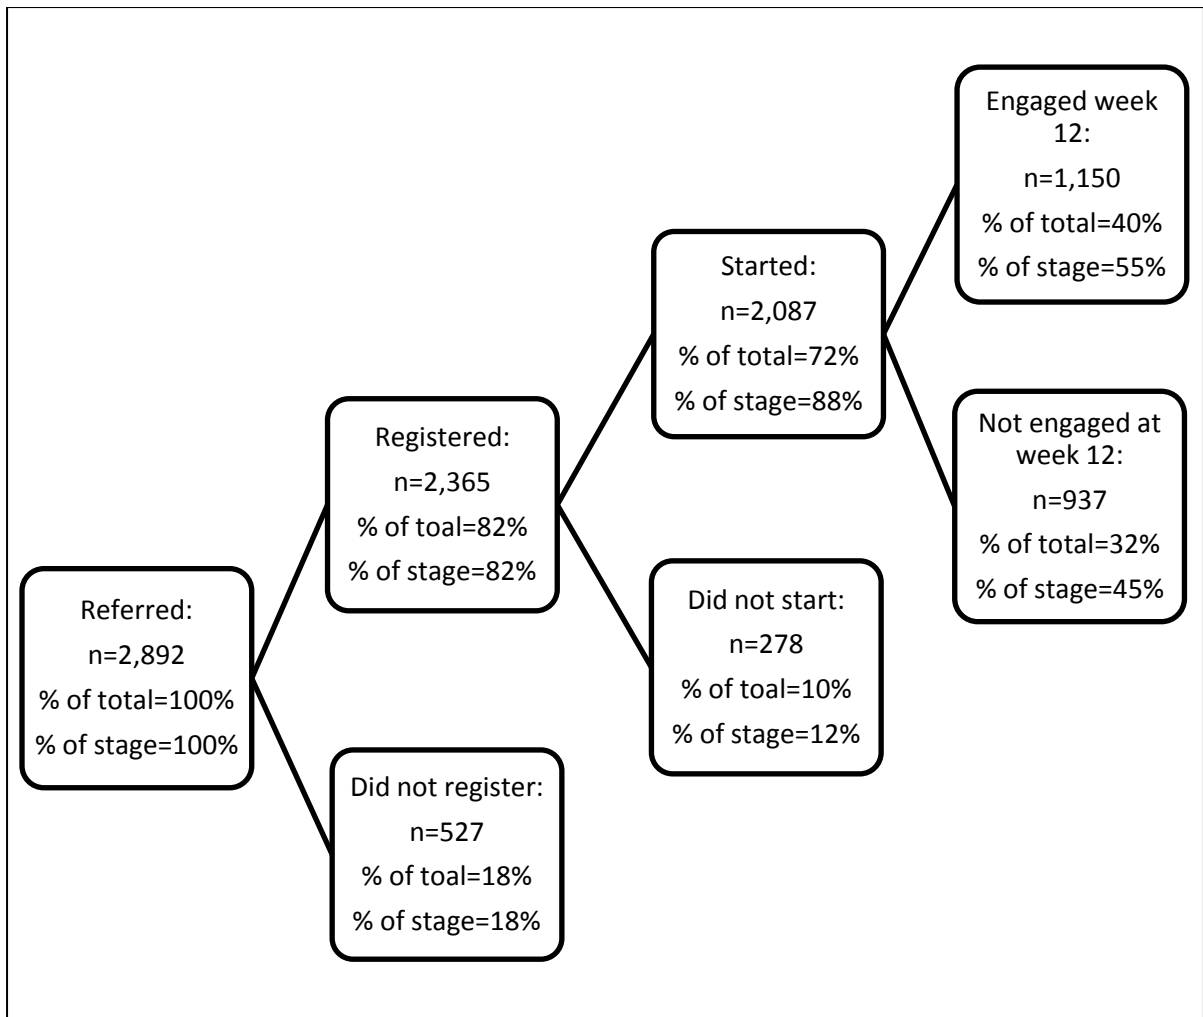 Referred:
n=2,892
% of total=100%
% of stage=100%
Registered:
n=2,365
% of toal=82%
% of stage=82%
Did not register:
n=527
% of toal=18%
% of stage=18%
Started:
n=2,087
% of total=72%
% of stage=88%
Did not start:
n=278
% of toal=10%
% of stage=12%
Engaged week
12:
n=1,150
% of total=40%
% of stage=55%
Not engaged at
week 12:
n=937
% of total=32%
% of stage=45%